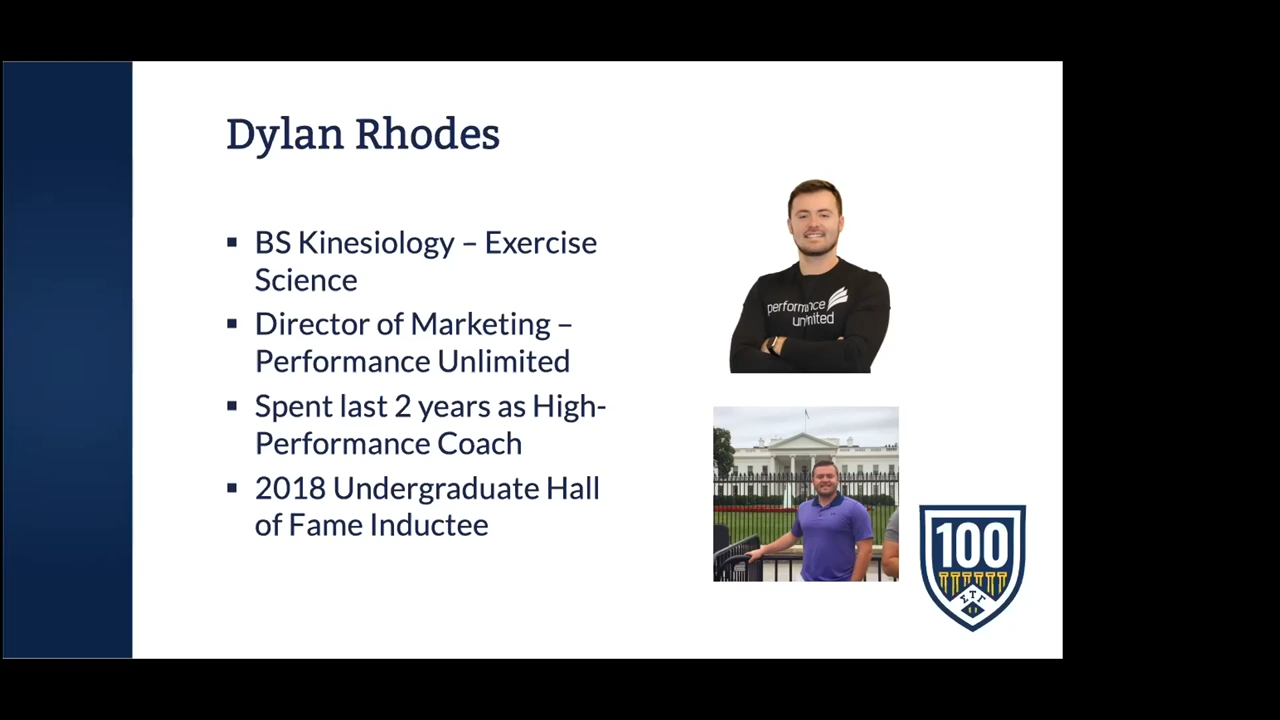 Dylan Rhodes
▪ BS Kinesiology – Exercise
Science
▪ Director of Marketing –
Performance Unlimited
▪ Spent last 2 years as High-
Performance Coach
▪ 2018 Undergraduate Hall
of Fame Inductee
performance
unlimited
100
ΣΤΓ